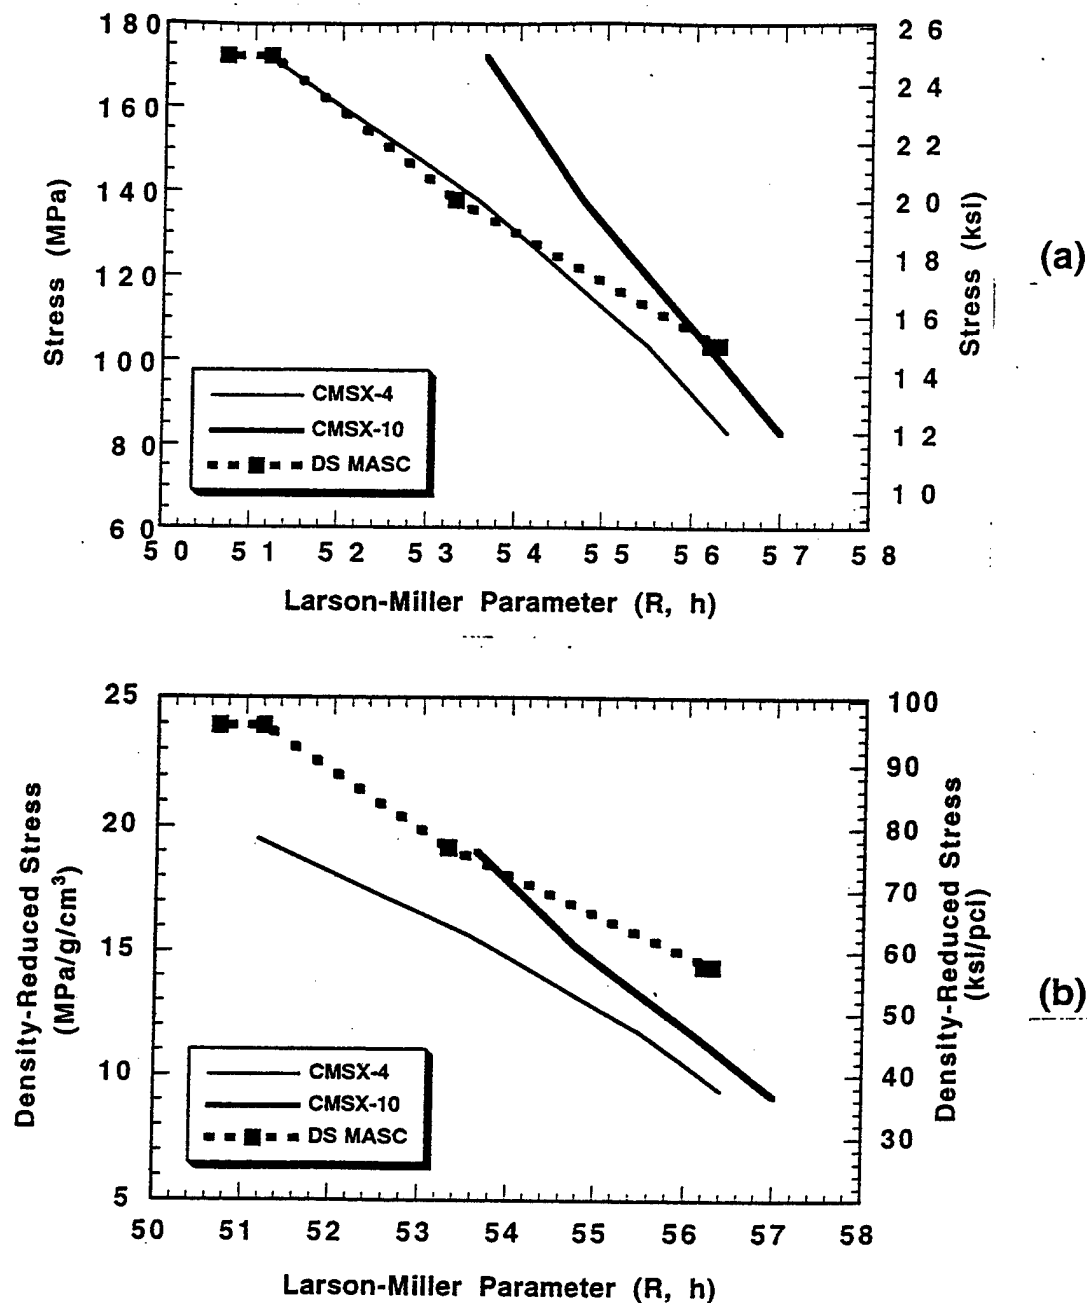 180
160
140
120
100
80
60
Stress (MPa)
26
24
22
20
18
16
14
12
10
Stress (ksi)
(a)
CMSX-4
CMSX-10
DS MASC
50 51 52 53 54 55 56 57 58
Larson-Miller Parameter (R, h)
25
20
15
10
5
Density-Reduced Stress
(MPa/g/cm³)
100
90
80
70
60
50
40
30
Density-Reduced Stress
(ksi/pci)
(b)
CMSX-4
CMSX-10
DS MASC
50 51 52 53 54 55 56 57 58
Larson-Miller Parameter (R, h)